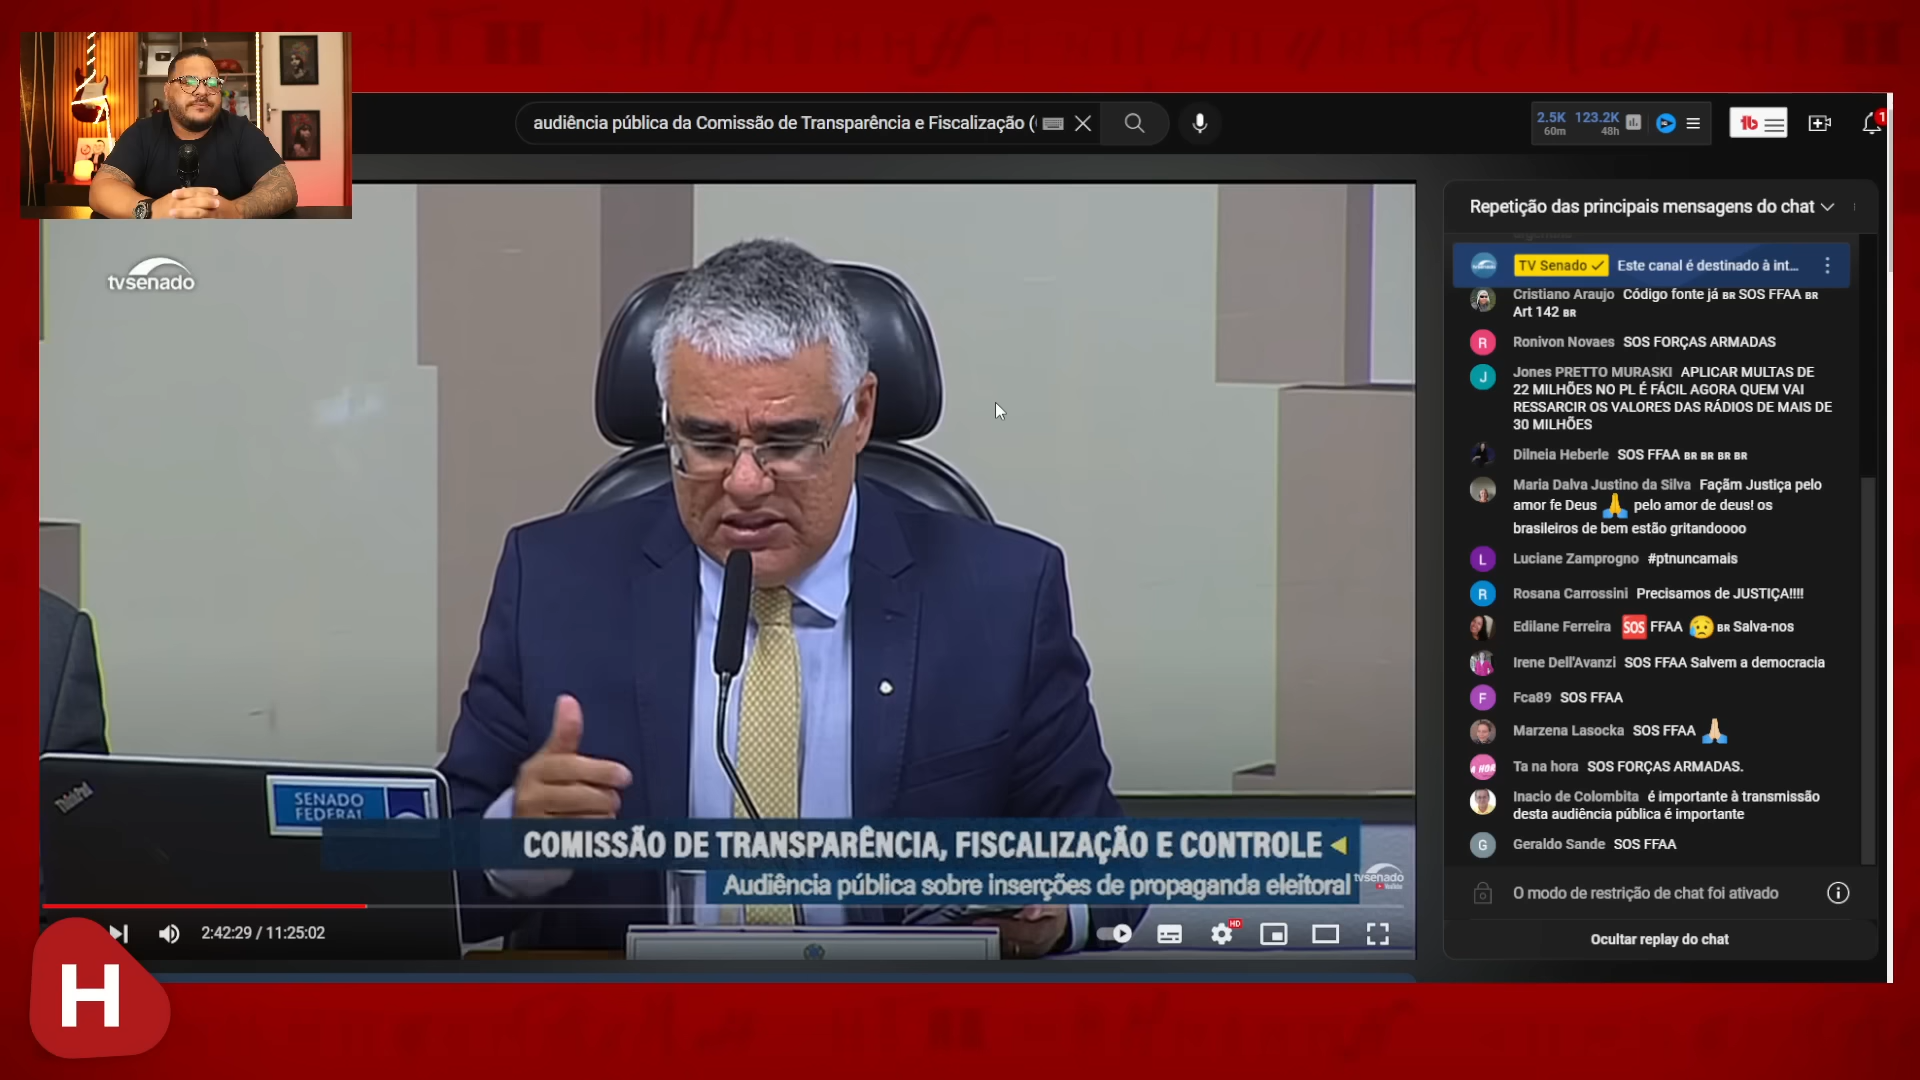 audiência pública da Comissão de Transparência e Fiscalização (
2.5K 123.2K
60m 48h
1
Repetição das principais mensagens do chat
tvsenado
TV Senado Este canal é destinado à int...
Cristiano Araujo Código fonte já BR SOS FFAA BR
Art 142 BR
Ronivon Novaes SOS FORÇAS ARMADAS
Jones PRETTO MURASKI APLICAR MULTAS DE
22 MILHÕES NO PL É FÁCIL AGORA QUEM VAI
RESSARCIR OS VALORES DAS RÁDIOS DE MAIS DE
30 MILHÕES
Dilneia Heberle SOS FFAA BR BR BR BR
Maria Dalva Justino da Silva Façãm Justiça pelo
amor fe Deus pelo amor de deus! os
brasileiros de bem estão gritandoooo
Luciane Zamprogno #ptnuncamais
Rosana Carrossini Precisamos de JUSTIÇA!!!!
Edilane Ferreira SOS FFAA BR Salva-nos
Irene Dell'Avanzi SOS FFAA Salvem a democracia
Fca89 SOS FFAA
Marzena Lasocka SOS FFAA
Ta na hora SOS FORÇAS ARMADAS.
Inacio de Colombita é importante à transmissão
desta audiência pública é importante
Geraldo Sande SOS FFAA
O modo de restrição de chat foi ativado
Ocultar replay do chat
ThinkPad
SENADO
FEDERAL
COMISSÃO DE TRANSPARÊNCIA, FISCALIZAÇÃO E CONTROLE
Audiência pública sobre inserções de propaganda eleitoral
tvsenado
YouTube
2:42:29 / 11:25:02
HD
H